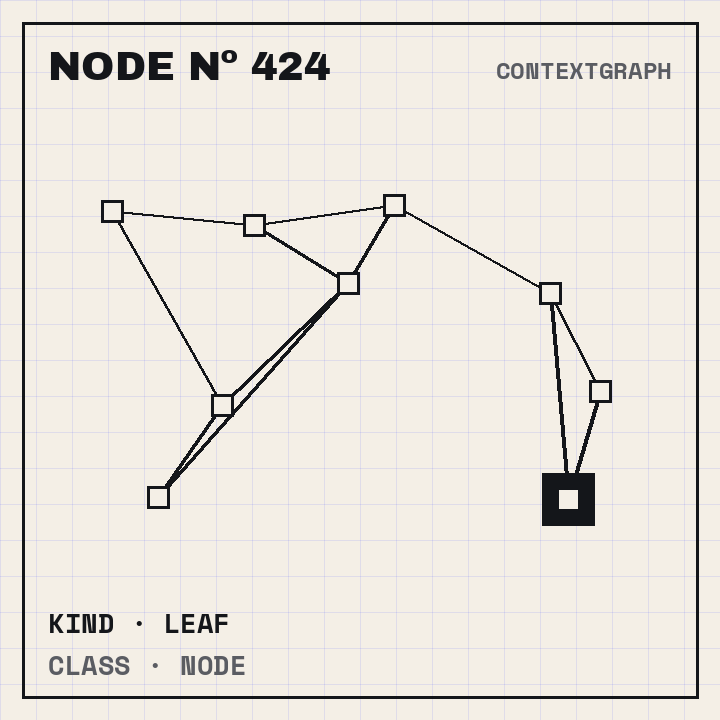 NODE Nº 424
CONTEXTGRAPH
KIND · LEAF
CLASS · NODE